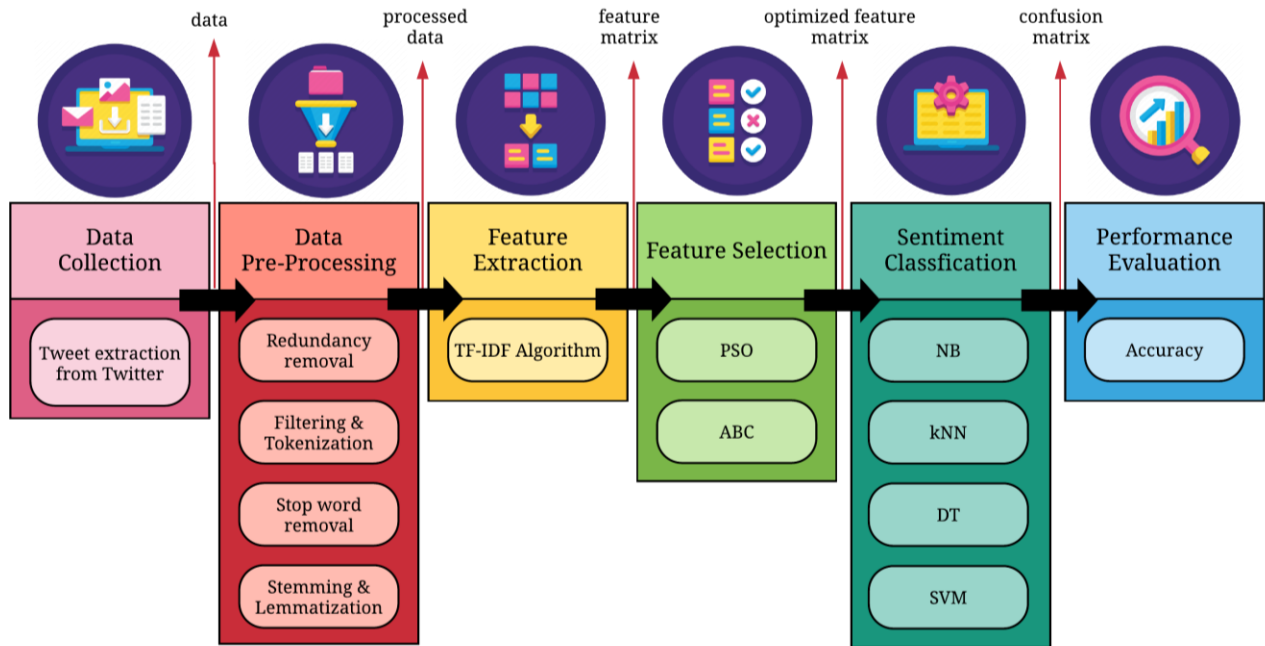 data
processed
data
feature
matrix
optimized feature
matrix
confusion
matrix
Data
Collection
Data
Pre-Processing
Feature
Extraction
Feature Selection
Sentiment
Classfication
Performance
Evaluation
Tweet extraction
from Twitter
Redundancy
removal
Filtering &
Tokenization
Stop word
removal
Stemming &
Lemmatization
TF-IDF Algorithm
PSO
ABC
NB
kNN
DT
SVM
Accuracy